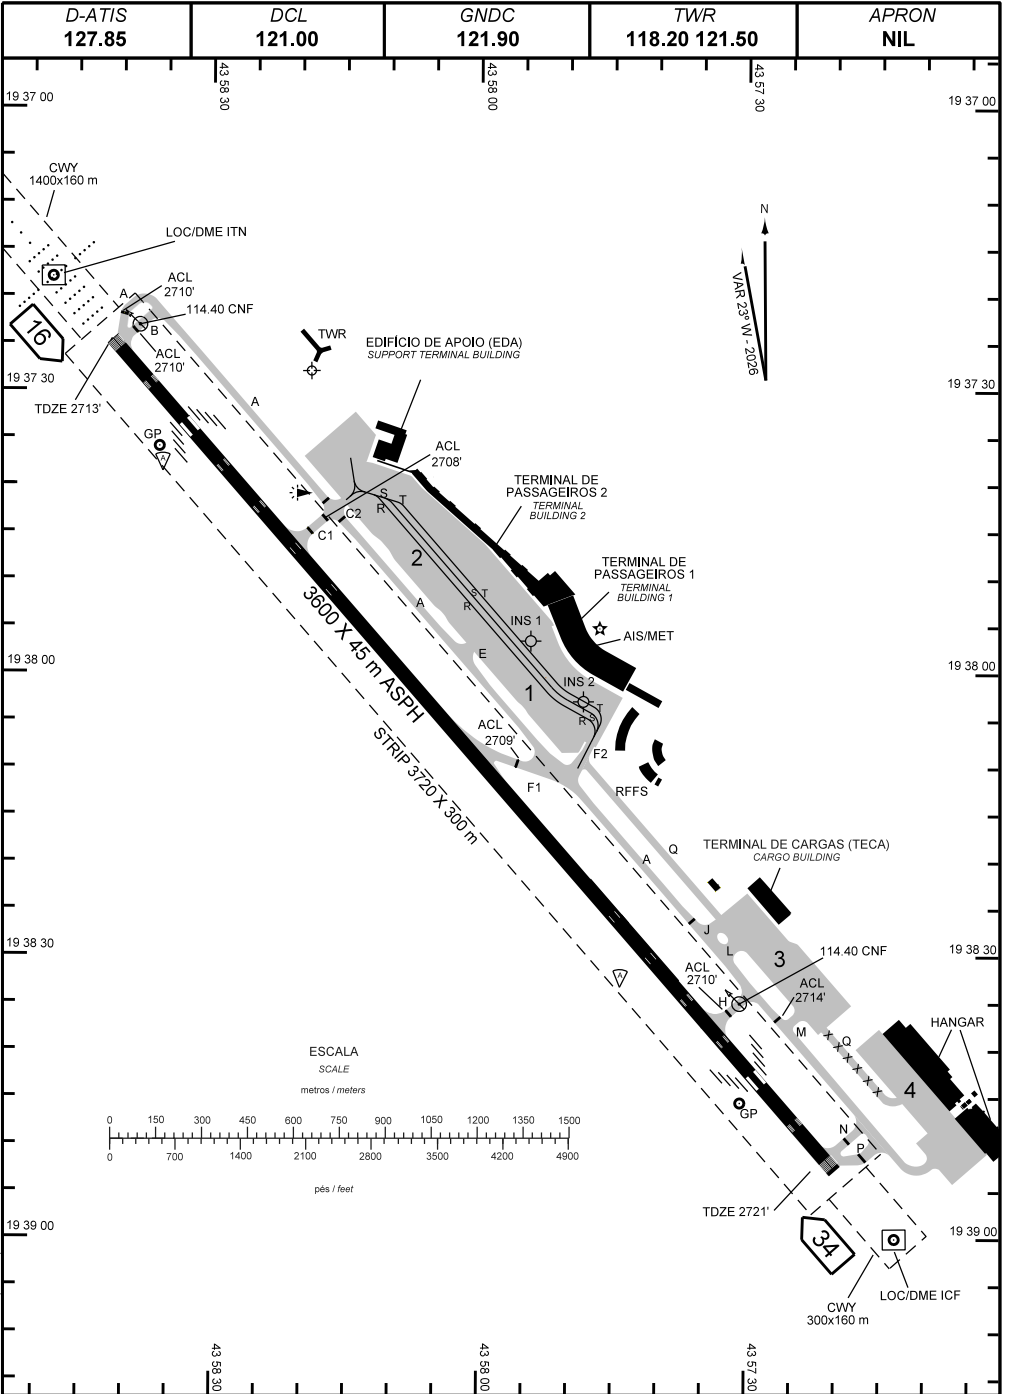 D-ATIS
127.85
DCL
121.00
GNDC
121.90
TWR
118.20 121.50
APRON
NIL
43 58 30
43 58 00
43 57 30
19 37 00
19 37 00
CWY
1400x160 m
LOC/DME ITN
N
VAR 23º W - 2026
A
ACL
2710'
114.40 CNF
B
16
ACL
2710'
TWR
EDIFÍCIO DE APOIO (EDA)
SUPPORT TERMINAL BUILDING
19 37 30
19 37 30
TDZE 2713'
A
GP
A
ACL
2708'
TERMINAL DE
PASSAGEIROS 2
TERMINAL
BUILDING 2
S
T
R
C2
C1
2
TERMINAL DE
PASSAGEIROS 1
TERMINAL
BUILDING 1
3600 X 45 m ASPH
A
S T
R
INS 1
AIS/MET
E
19 38 00
19 38 00
INS 2
1
T
S
R
ACL
2709'
STRIP 3720 X 300 m
F2
F1
RFFS
A
Q
TERMINAL DE CARGAS (TECA)
CARGO BUILDING
J
19 38 30
19 38 30
L
3
114.40 CNF
A
ACL
2710'
ACL
2714'
H
M
Q
HANGAR
ESCALA
SCALE
metros / meters
4
GP
0 150 300 450 600 750 900 1050 1200 1350 1500
0 700 1400 2100 2800 3500 4200 4900
pés / feet
N
P
TDZE 2721'
19 39 00
19 39 00
34
LOC/DME ICF
CWY
300x160 m
43 58 30
43 58 00
43 57 30